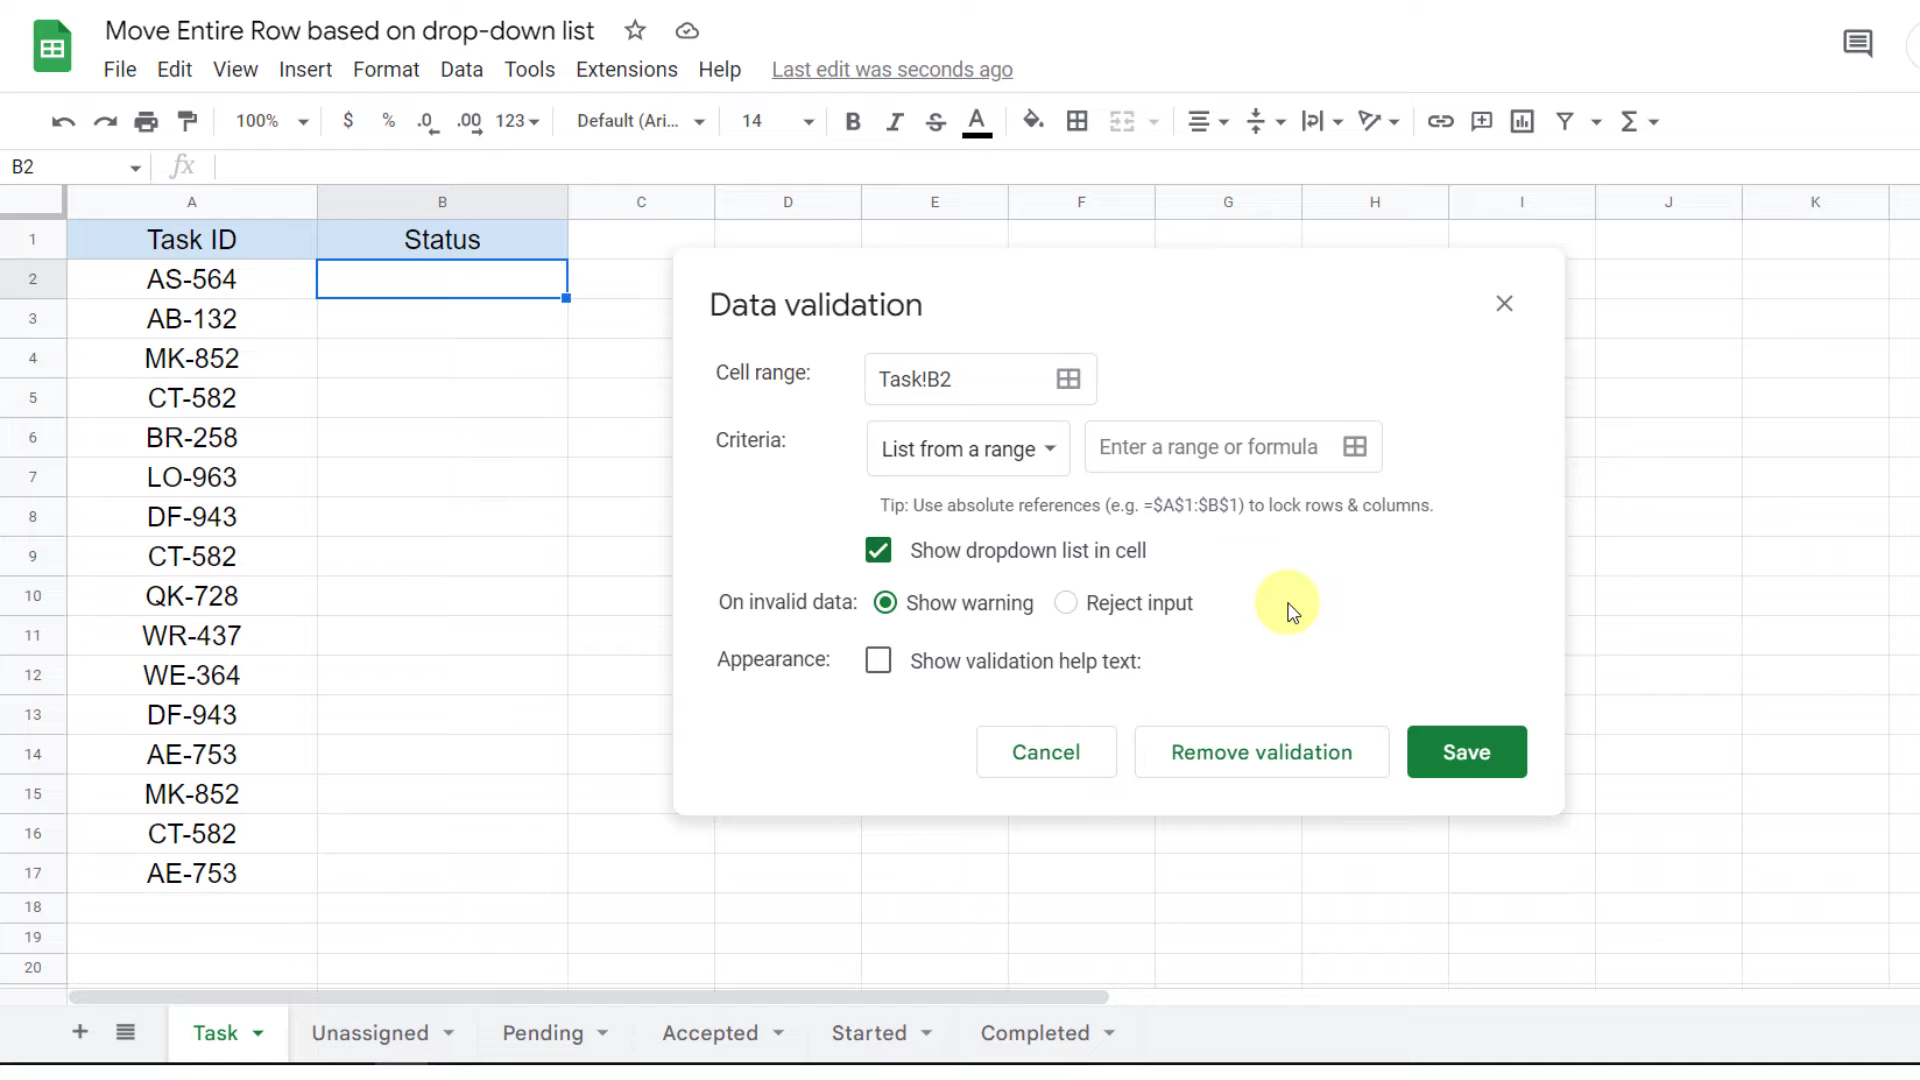 Move Entire Row based on drop-down list
File Edit View Insert Format Data Tools Extensions Help Last edit was seconds ago
100% $ % .0 .00 123 Default (Ari... 14 B I S A Σ
B2 fx
A B C D E F G H I J K
1 Task ID Status
2 AS-564
3 AB-132
4 MK-852
5 CT-582
6 BR-258
7 LO-963
8 DF-943
9 CT-582
10 QK-728
11 WR-437
12 WE-364
13 DF-943
14 AE-753
15 MK-852
16 CT-582
17 AE-753
18
19
20
Data validation
Cell range: Task!B2
Criteria: List from a range Enter a range or formula
Tip: Use absolute references (e.g. =$A$1:$B$1) to lock rows & columns.
Show dropdown list in cell
On invalid data: Show warning Reject input
Appearance: Show validation help text:
Cancel Remove validation Save
+ Task Unassigned Pending Accepted Started Completed